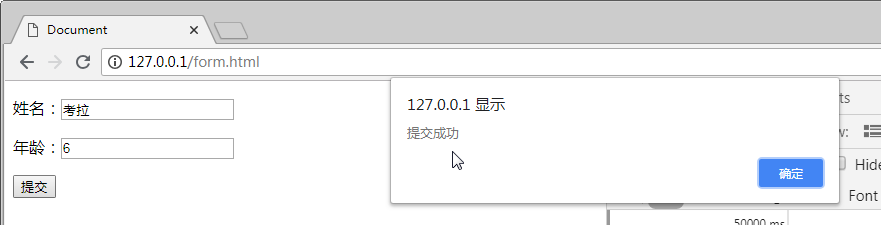 Document
127.0.0.1/form.html
姓名：考拉
年龄：6
提交
127.0.0.1 显示
提交成功
确定
Hide
Font
50000 ms